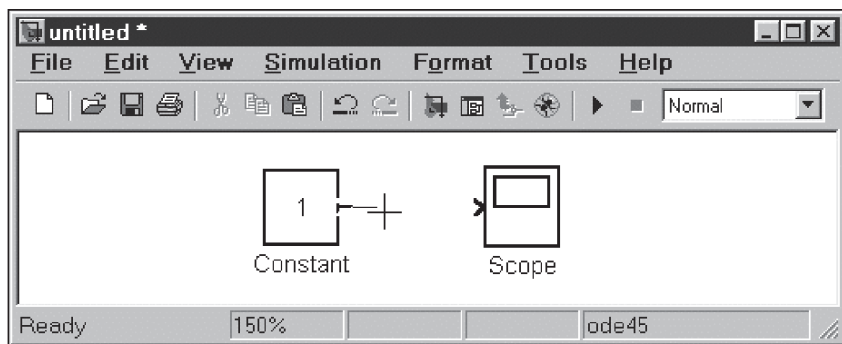 untitled *
File Edit View Simulation Format Tools Help
Normal
1
Constant Scope
Ready 150% ode45